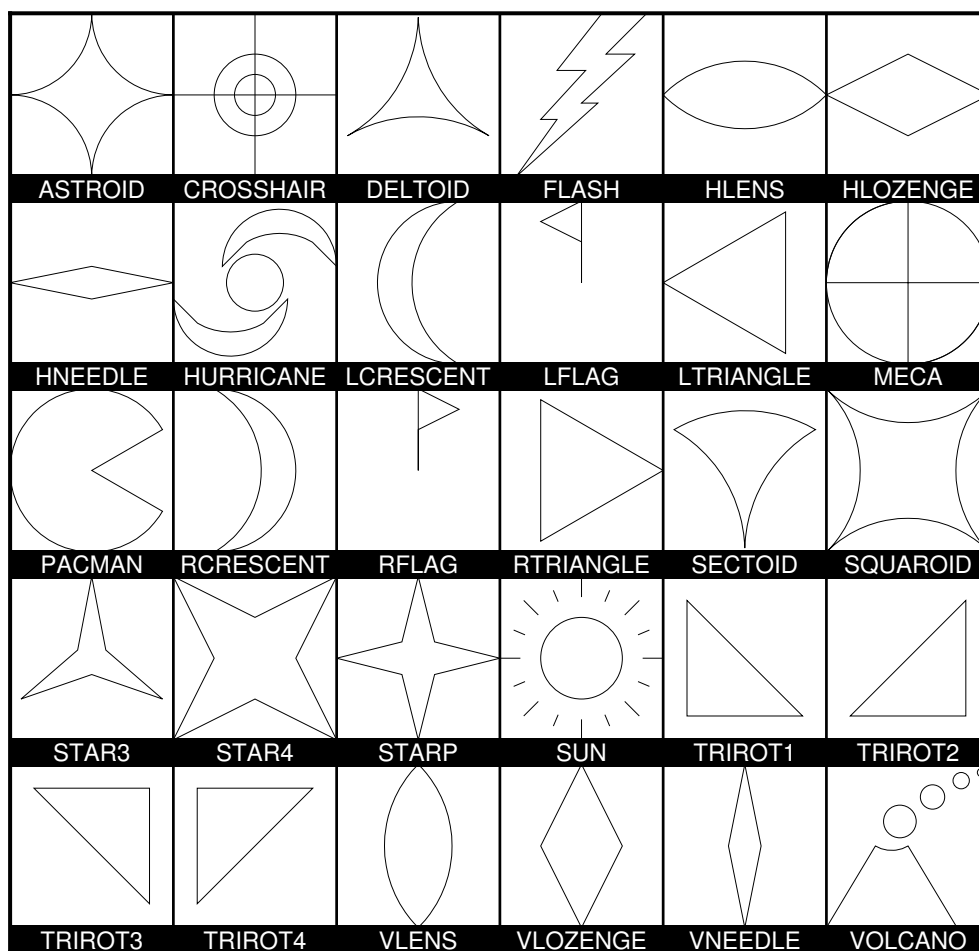 ASTROID CROSSHAIR DELTOID FLASH HLENS HLOZENGE
HNEEDLE HURRICANE LCRESCENT LFLAG LTRIANGLE MECA
PACMAN RCRESCENT RFLAG RTRIANGLE SECTOID SQUAROID
STAR3 STAR4 STARP SUN TRIROT1 TRIROT2
TRIROT3 TRIROT4 VLENS VLOZENGE VNEEDLE VOLCANO